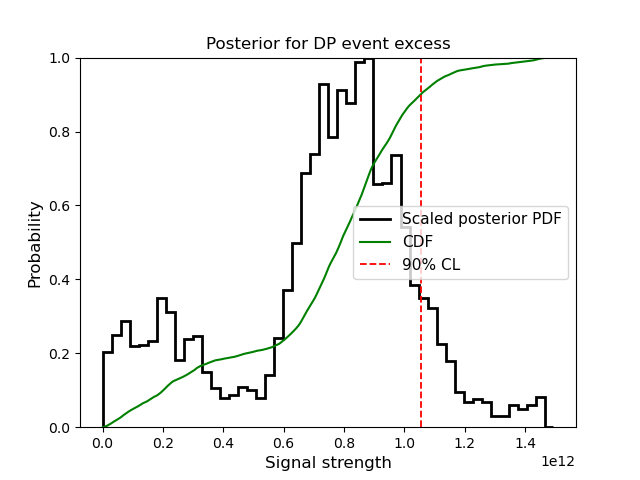 Posterior for DP event excess
Probability
1.0
0.8
0.6
0.4
0.2
0.0
Scaled posterior PDF
CDF
90% CL
0.0 0.2 0.4 0.6 0.8 1.0 1.2 1.4
1e12
Signal strength